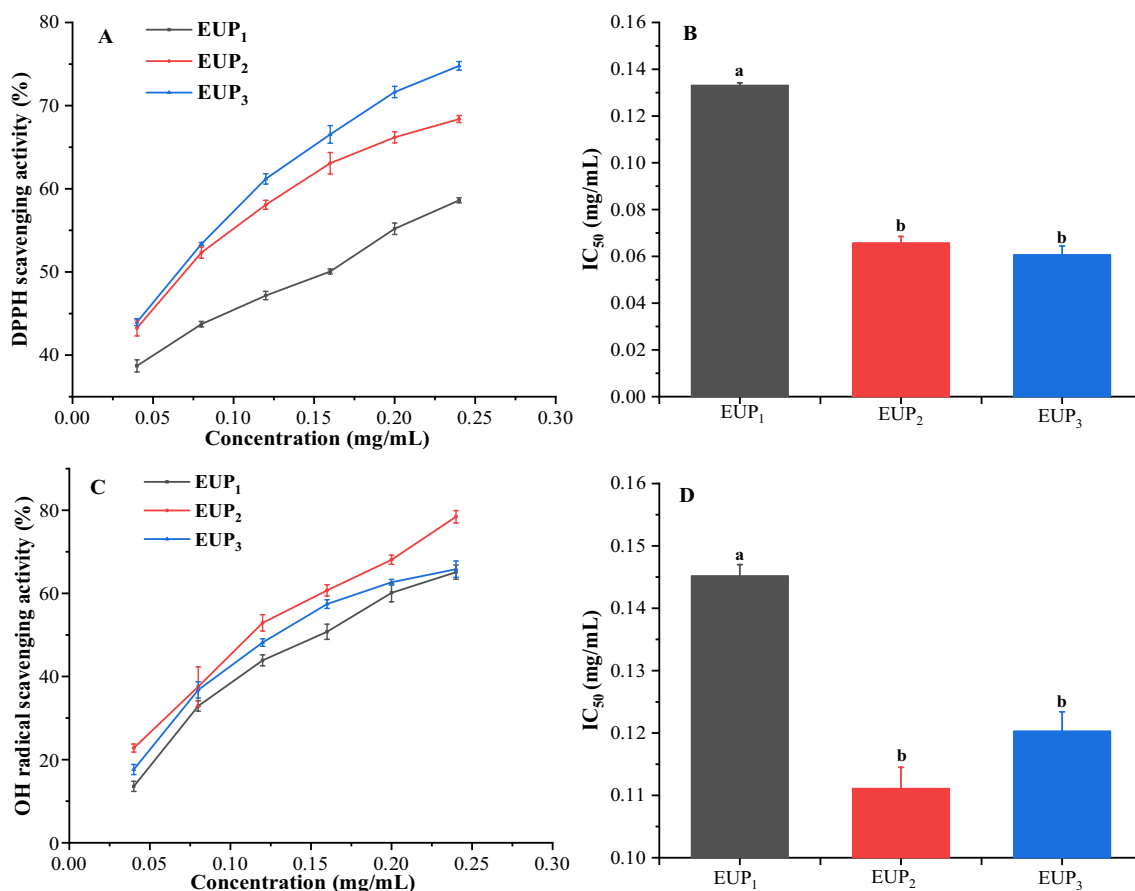 A
EUP₁
EUP₂
EUP₃
DPPH scavenging activity (%)
80
70
60
50
40
0.00 0.05 0.10 0.15 0.20 0.25 0.30
Concentration (mg/mL)
B
a
b
b
IC₅₀ (mg/mL)
0.16
0.14
0.12
0.10
0.08
0.06
0.04
0.02
0.00
EUP₁ EUP₂ EUP₃
C
EUP₁
EUP₂
EUP₃
OH radical scavenging activity (%)
80
60
40
20
0
0.00 0.05 0.10 0.15 0.20 0.25 0.30
Concentration (mg/mL)
D
a
b
b
IC₅₀ (mg/mL)
0.15
0.14
0.13
0.12
0.11
0.10
EUP₁ EUP₂ EUP₃